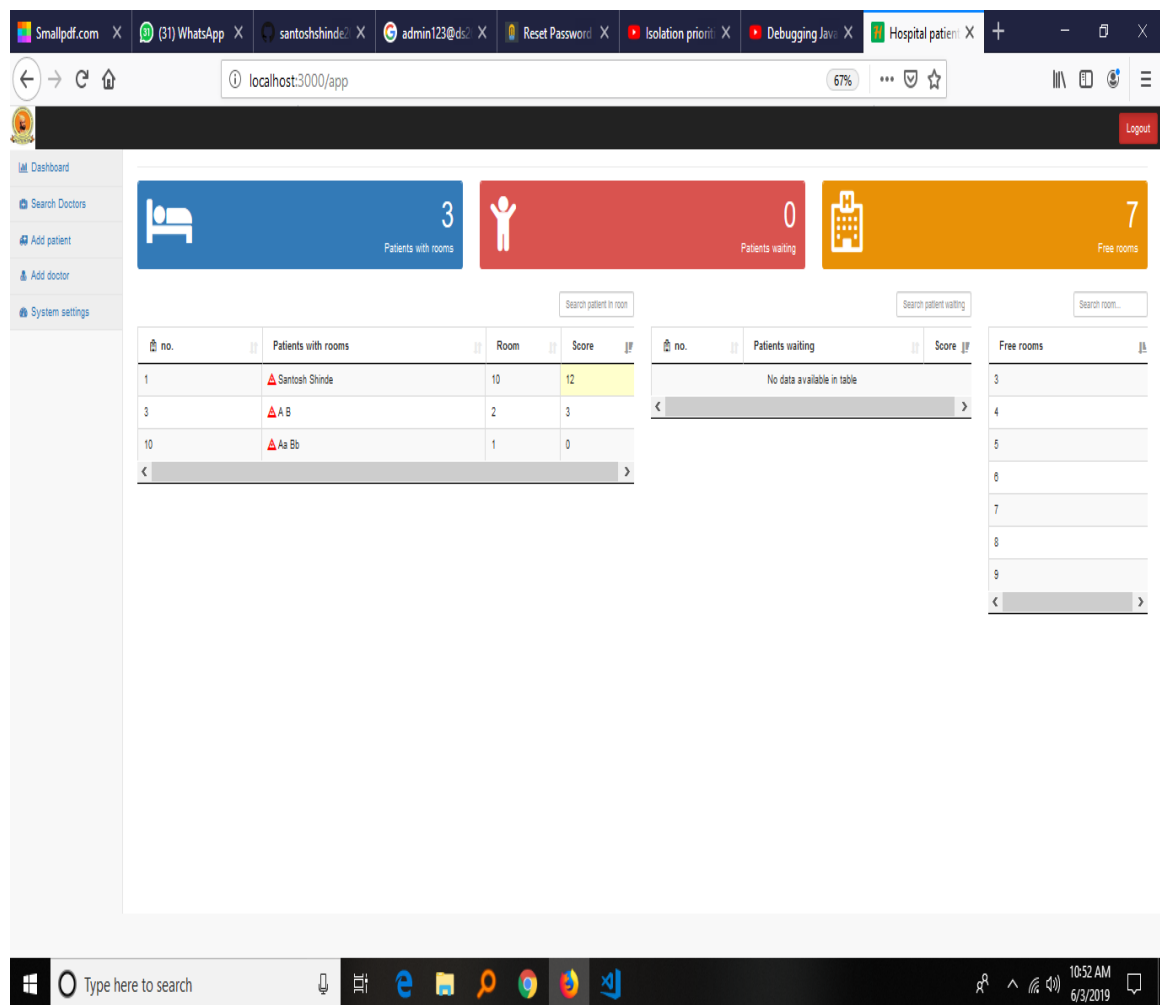 Smallpdf.com (31) WhatsApp santoshshinde2 admin123@ds2 Reset Password Isolation prioriti Debugging Java Hospital patient
localhost:3000/app 67%
Logout
Dashboard
Search Doctors
Add patient
Add doctor
System settings
3
Patients with rooms
0
Patients waiting
7
Free rooms
Search patient in room
Search patient waiting
Search room...
no. Patients with rooms Room Score
1 Santosh Shinde 10 12
3 A B 2 3
10 Aa Bb 1 0
no. Patients waiting Score
No data available in table
Free rooms
3
4
5
6
7
8
9
Type here to search
10:52 AM
6/3/2019